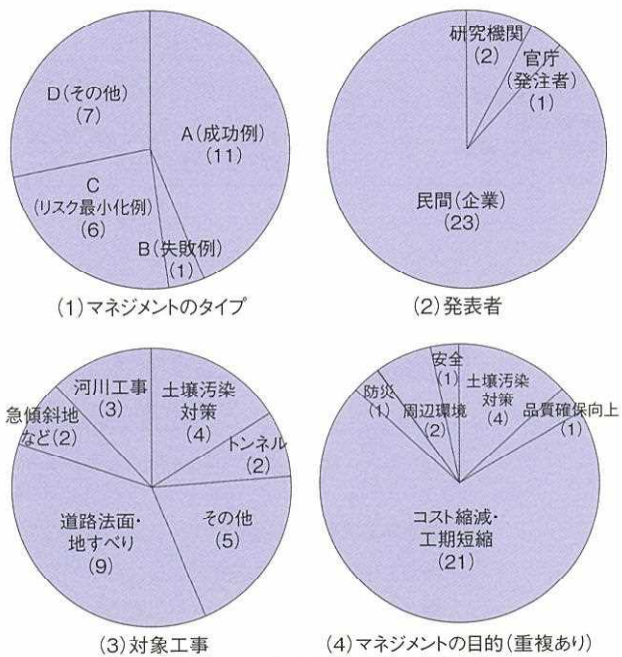 D(その他)
(7)
A(成功例)
(11)
C
(リスク最小化例)
(6)
B(失敗例)
(1)
(1)マネジメントのタイプ
研究機関
(2)
官庁
(発注者)
(1)
民間(企業)
(23)
(2)発表者
河川工事
(3)
土壌汚染
対策
(4)
急傾斜地
など(2)
トンネル
(2)
道路法面・
地すべり
(9)
その他
(5)
(3)対象工事
安全
(1)
土壌汚染
対策
(4)
防災
(1)
周辺環境
(2)
品質確保向上
(1)
コスト縮減・
工期短縮
(21)
(4)マネジメントの目的(重複あり)